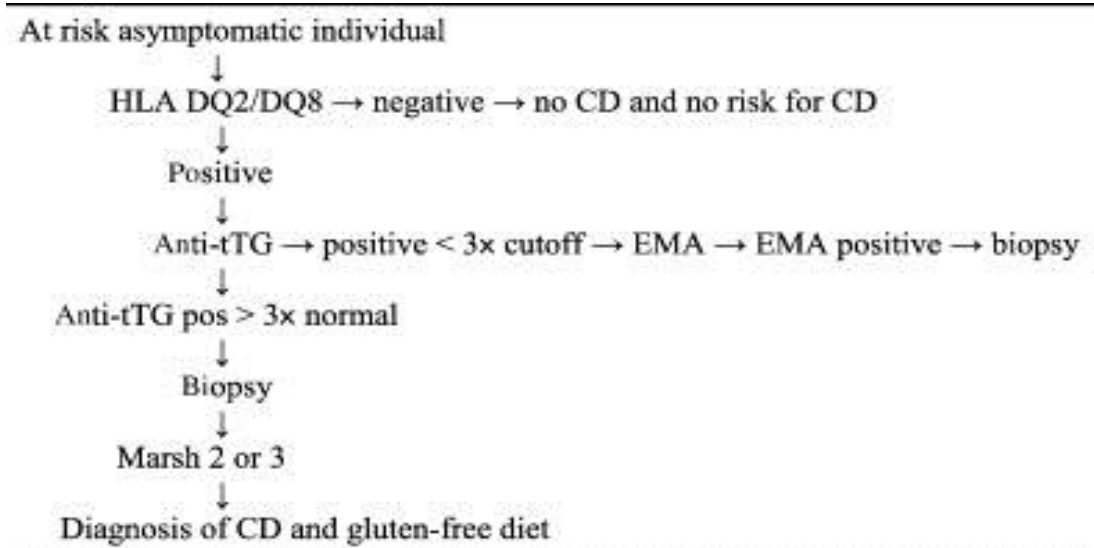 At risk asymptomatic individual
↓
HLA DQ2/DQ8 → negative → no CD and no risk for CD
↓
Positive
↓
Anti-tTG → positive < 3x cutoff → EMA → EMA positive → biopsy
↓
Anti-tTG pos > 3x normal
↓
Biopsy
↓
Marsh 2 or 3
↓
Diagnosis of CD and gluten-free diet